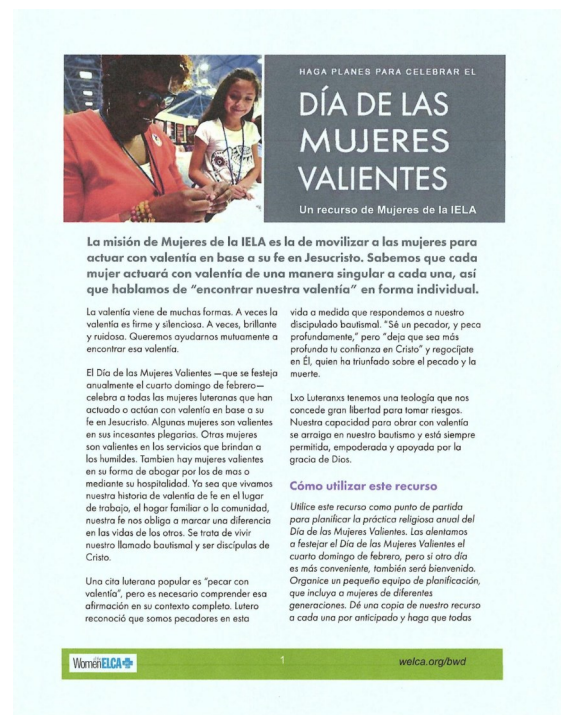 HAGA PLANES PARA CELEBRAR EL
DÍA DE LAS
MUJERES
VALIENTES
Un recurso de Mujeres de la IELA
La misión de Mujeres de la IELA es la de movilizar a las mujeres para
actuar con valentía en base a su fe en Jesucristo. Sabemos que cada
mujer actuará con valentía de una manera singular a cada una, así
que hablamos de “encontrar nuestra valentía” en forma individual.
La valentía viene de muchas formas. A veces la
valentía es firme y silenciosa. A veces, brillante
y ruidosa. Queremos ayudarnos mutuamente a
encontrar esa valentía.
El Día de las Mujeres Valientes —que se festeja
anualmente el cuarto domingo de febrero—
celebra a todas las mujeres luteranas que han
actuado o actúan con valentía en base a su
fe en Jesucristo. Algunas mujeres son valientes
en sus incesantes plegarias. Otras mujeres
son valientes en los servicios que brindan a
los humildes. Tambien hay mujeres valientes
en su forma de abogar por los de mas o
mediante su hospitalidad. Ya sea que vivamos
nuestra historia de valentía de fe en el lugar
de trabajo, el hogar familiar o la comunidad,
nuestra fe nos obliga a marcar una diferencia
en las vidas de los otros. Se trata de vivir
nuestro llamado bautismal y ser discípulas de
Cristo.
Una cita luterana popular es “pecar con
valentía”, pero es necesario comprender esa
afirmación en su contexto completo. Lutero
reconoció que somos pecadores en esta
vida a medida que respondemos a nuestro
discipulado bautismal. “Sé un pecador, y peca
profundamente,” pero “deja que sea más
profunda tu confianza en Cristo” y regocíjate
en Él, quien ha triunfado sobre el pecado y la
muerte.
Lxo Luteranxs tenemos una teología que nos
concede gran libertad para tomar riesgos.
Nuestra capacidad para obrar con valentía
se arraiga en nuestro bautismo y está siempre
permitida, empoderada y apoyada por la
gracia de Dios.
Cómo utilizar este recurso
Utilice este recurso como punto de partida
para planificar la práctica religiosa anual del
Día de las Mujeres Valientes. Las alentamos
a festejar el Día de las Mujeres Valientes el
cuarto domingo de febrero, pero si otro día
es más conveniente, también será bienvenido.
Organice un pequeño equipo de planificación,
que incluya a mujeres de diferentes
generaciones. Dé una copia de nuestro recurso
a cada una por anticipado y haga que todas
WomenELCA
1
welca.org/bwd